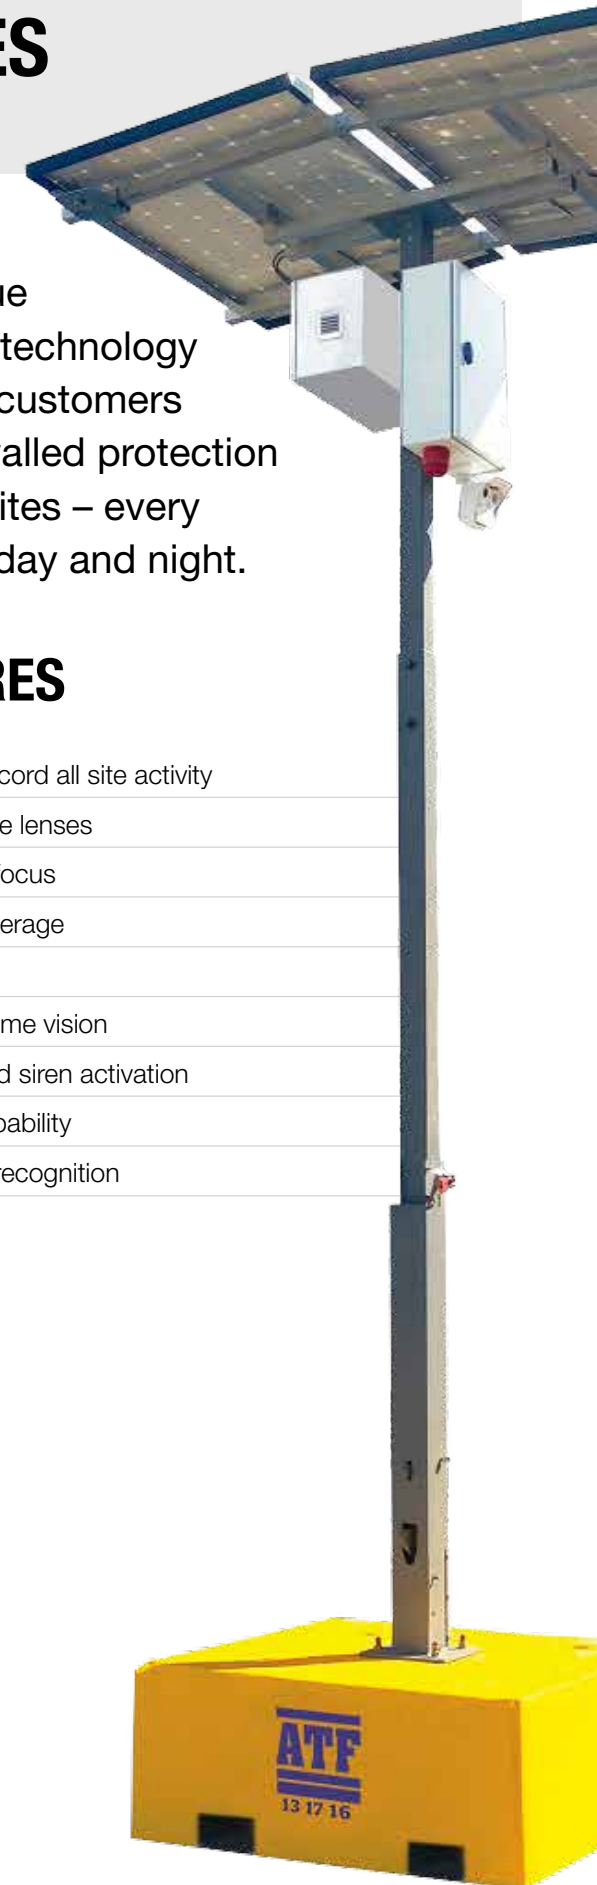 ES
ue
technology
customers
alled protection
ites – every
day and night.
RES
cord all site activity
e lenses
focus
erage
me vision
d siren activation
pability
recognition
ATF
13 17 16